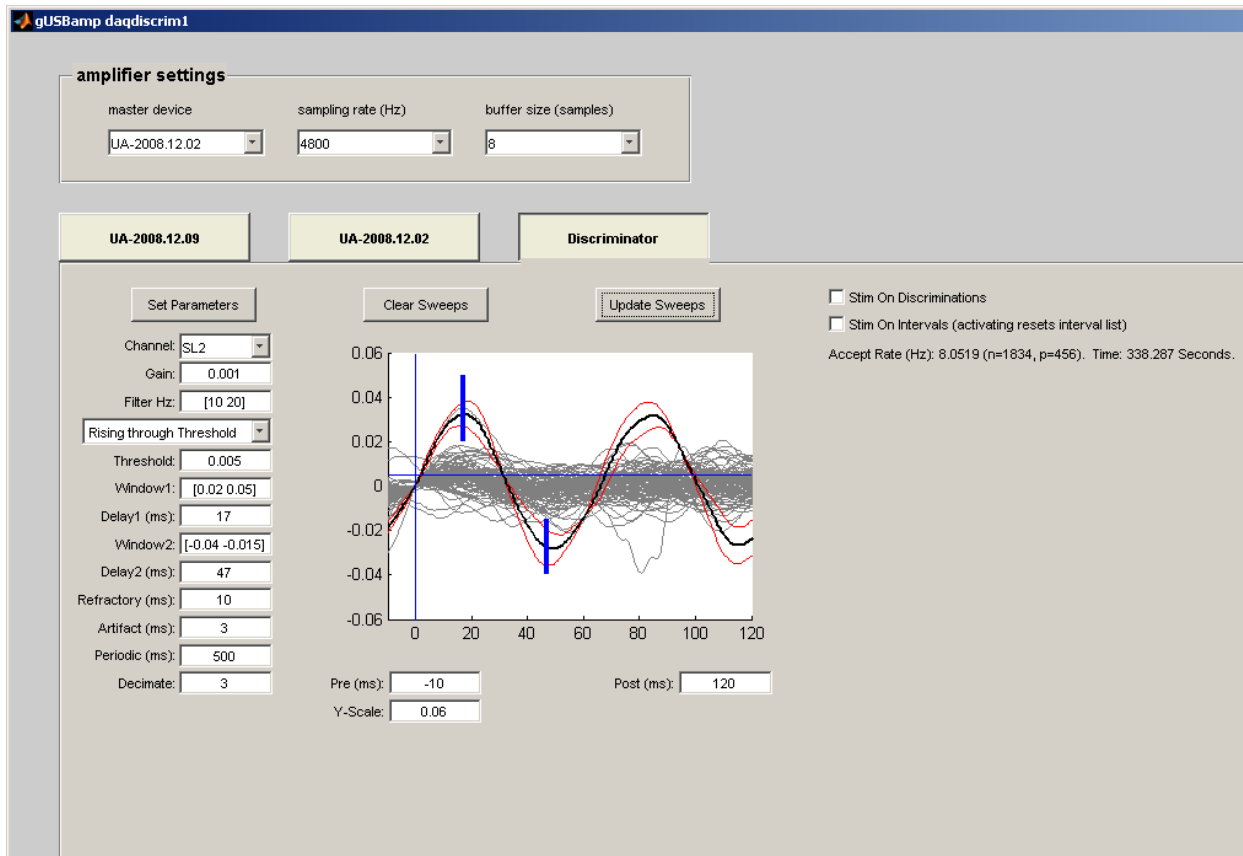 gUSBamp daqdiscrim1
amplifier settings
master device sampling rate (Hz) buffer size (samples)
UA-2008.12.02 4800 8
UA-2008.12.09 UA-2008.12.02 Discriminator
Set Parameters Clear Sweeps Update Sweeps
Stim On Discriminations
Stim On Intervals (activating resets interval list)
Accept Rate (Hz): 8.0519 (n=1834, p=456). Time: 338.287 Seconds.
Channel: SL2
Gain: 0.001
Filter Hz: [10 20]
Rising through Threshold
Threshold: 0.005
Window1: [0.02 0.05]
Delay1 (ms): 17
Window2: [-0.04 -0.015]
Delay2 (ms): 47
Refractory (ms): 10
Artifact (ms): 3
Periodic (ms): 500
Decimate: 3
0.06
0.04
0.02
0
-0.02
-0.04
-0.06
0 20 40 60 80 100 120
Pre (ms): -10 Post (ms): 120
Y-Scale: 0.06